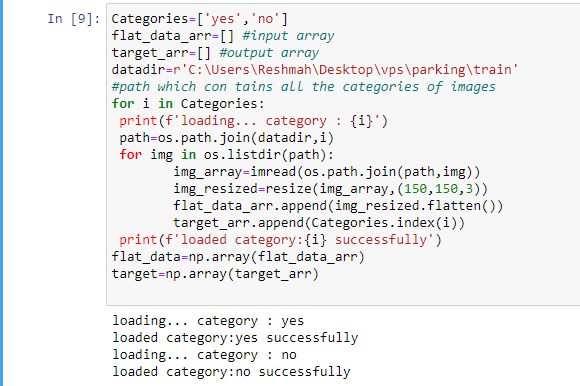 In [9]: Categories=['yes','no']
flat_data_arr=[] #input array
target_arr=[] #output array
datadir=r'C:\Users\Reshmah\Desktop\vps\parking\train'
#path which con tains all the categories of images
for i in Categories:
 print(f'loading... category : {i}')
 path=os.path.join(datadir,i)
 for img in os.listdir(path):
        img_array=imread(os.path.join(path,img))
        img_resized=resize(img_array,(150,150,3))
        flat_data_arr.append(img_resized.flatten())
        target_arr.append(Categories.index(i))
 print(f'loaded category:{i} successfully')
flat_data=np.array(flat_data_arr)
target=np.array(target_arr)
loading... category : yes
loaded category:yes successfully
loading... category : no
loaded category:no successfully